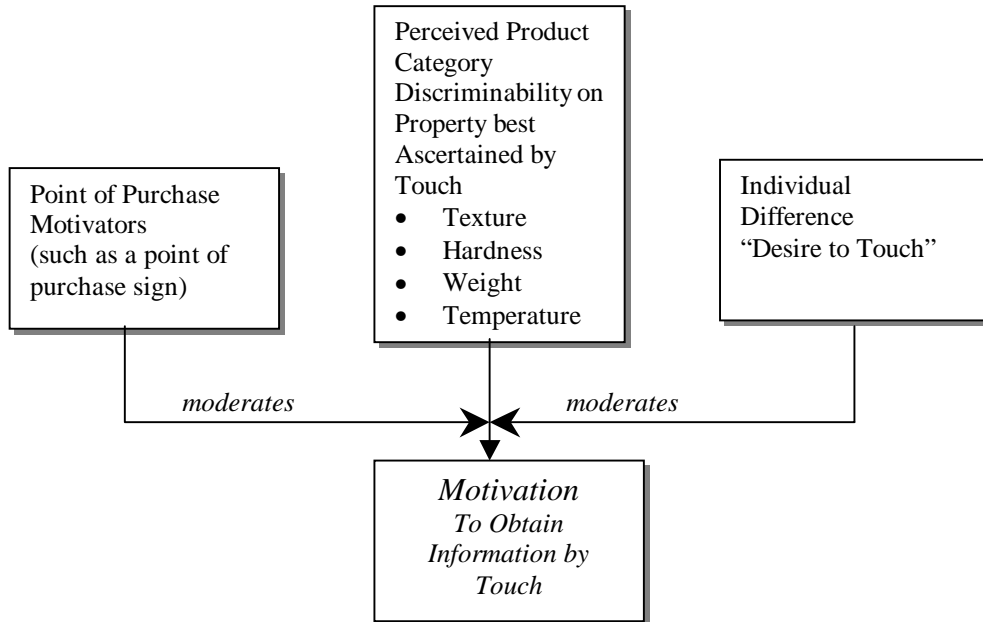 Perceived Product
Category
Discriminability on
Property best
Ascertained by
Touch
• Texture
• Hardness
• Weight
• Temperature
Point of Purchase
Motivators
(such as a point of
purchase sign)
Individual
Difference
“Desire to Touch”
moderates
moderates
Motivation
To Obtain
Information by
Touch